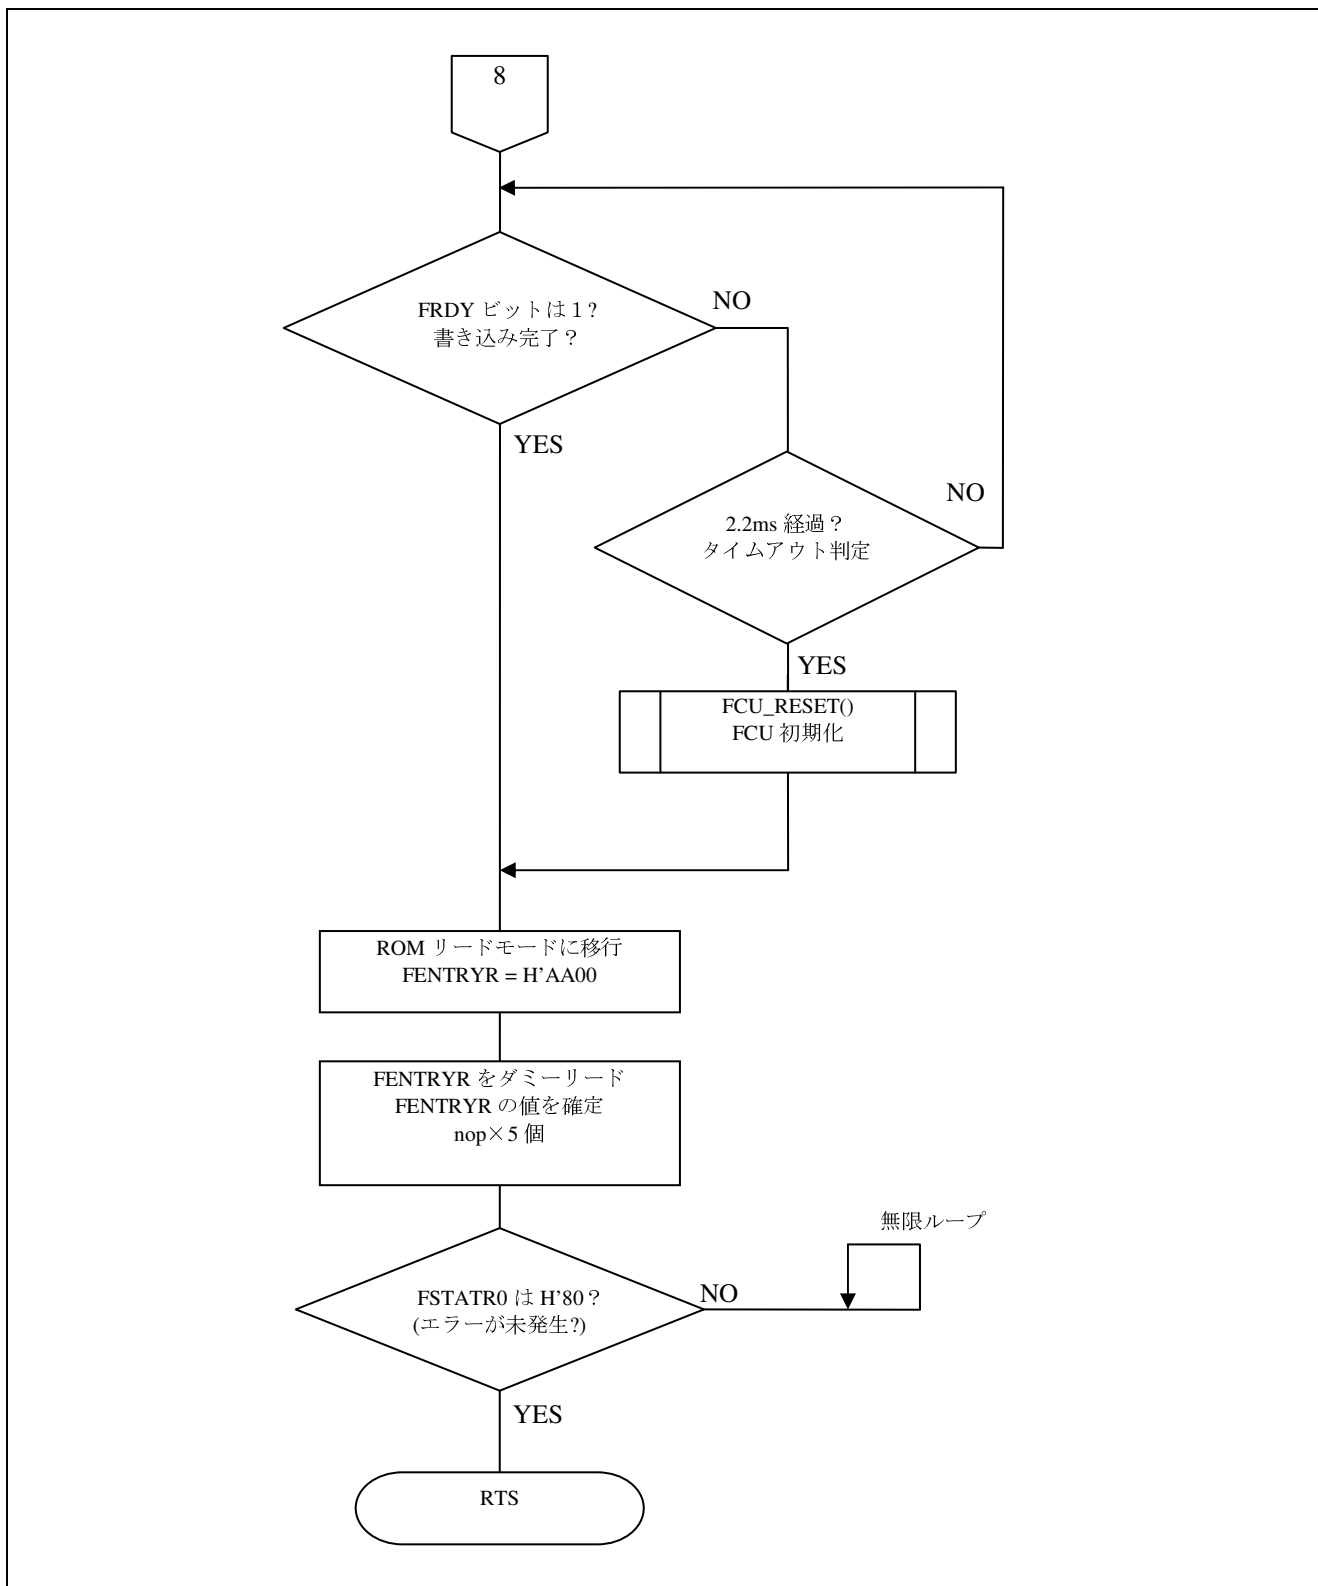 8
FRDY ビットは1?
書き込み完了?
NO
YES
2.2ms 経過?
タイムアウト判定
NO
YES
FCU_RESET()
FCU 初期化
ROM リードモードに移行
FENTRYR = H’AA00
FENTRYR をダミーリード
FENTRYR の値を確定
nop×5 個
無限ループ
FSTATR0 は H’80?
(エラーが未発生?)
NO
YES
RTS